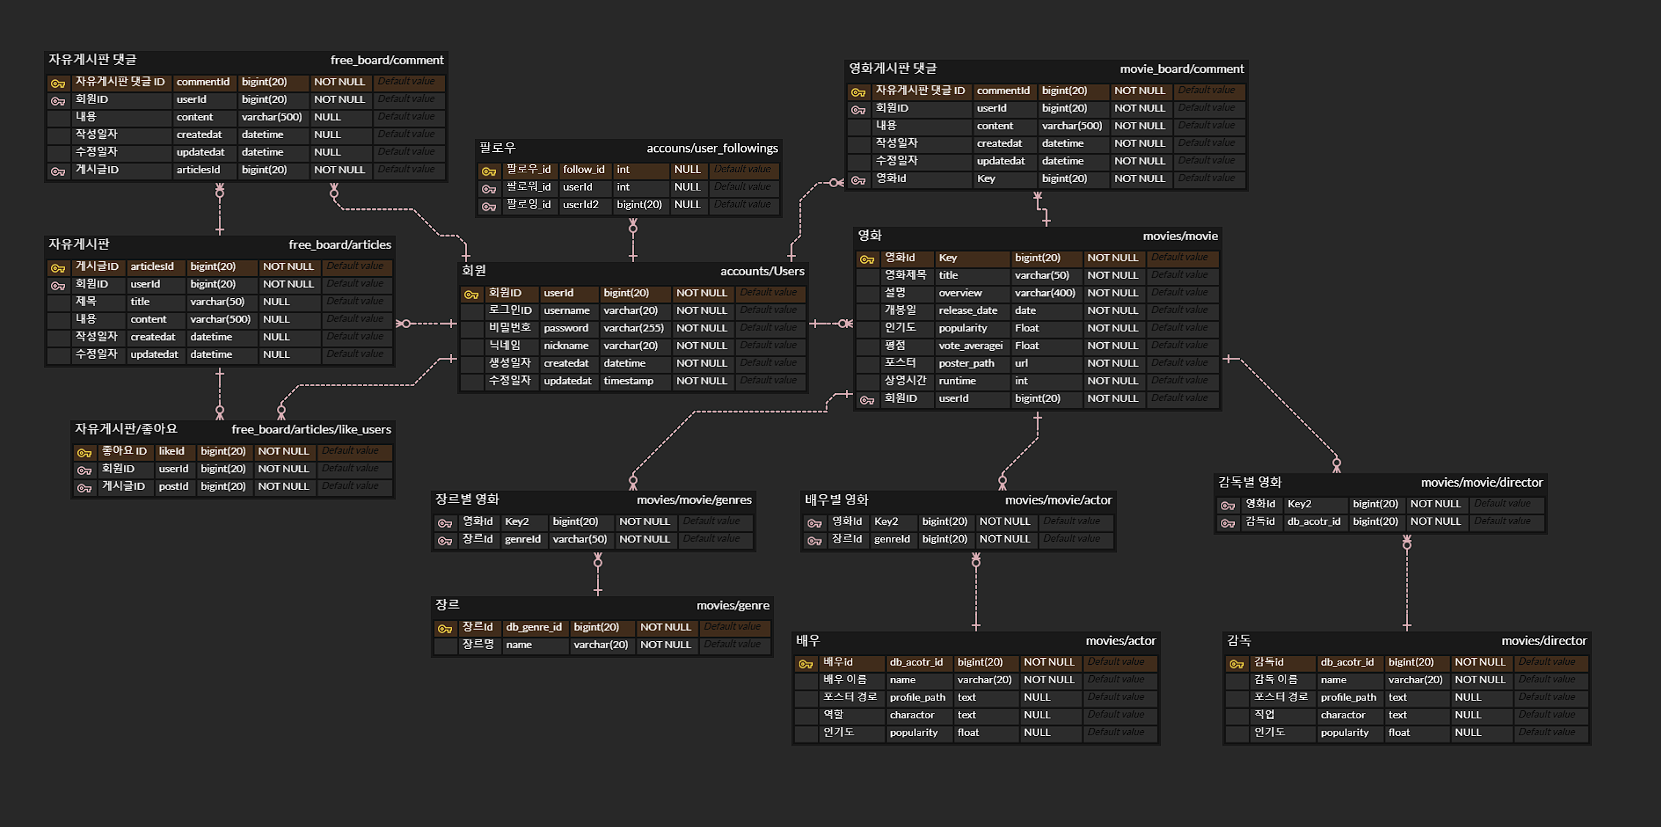 자유게시판 댓글 free_board/comment
자유게시판 댓글 ID commentId bigint(20) NOT NULL Default value
회원ID userId bigint(20) NOT NULL Default value
내용 content varchar(500) NULL Default value
작성일자 createdat datetime NULL Default value
수정일자 updatedat datetime NULL Default value
게시글ID articlesId bigint(20) NOT NULL Default value
영화게시판 댓글 movie_board/comment
자유게시판 댓글 ID commentId bigint(20) NOT NULL Default value
회원ID userId bigint(20) NOT NULL Default value
내용 content varchar(500) NOT NULL Default value
작성일자 createdat datetime NOT NULL Default value
수정일자 updatedat datetime NOT NULL Default value
영화Id Key bigint(20) NOT NULL Default value
팔로우 accouns/user_followings
팔로우_id follow_id int NULL Default value
팔로워_id userId int NULL Default value
팔로잉_id userId2 bigint(20) NULL Default value
자유게시판 free_board/articles
게시글ID articlesId bigint(20) NOT NULL Default value
회원ID userId bigint(20) NOT NULL Default value
제목 title varchar(50) NULL Default value
내용 content varchar(500) NULL Default value
작성일자 createdat datetime NULL Default value
수정일자 updatedat datetime NULL Default value
회원 accounts/Users
회원ID userId bigint(20) NOT NULL Default value
로그인ID username varchar(20) NOT NULL Default value
비밀번호 password varchar(255) NOT NULL Default value
닉네임 nickname varchar(20) NOT NULL Default value
생성일자 createdat datetime NOT NULL Default value
수정일자 updatedat timestamp NOT NULL Default value
영화 movies/movie
영화Id Key bigint(20) NOT NULL Default value
영화제목 title varchar(50) NOT NULL Default value
설명 overview varchar(400) NOT NULL Default value
개봉일 release_date date NOT NULL Default value
인기도 popularity Float NOT NULL Default value
평점 vote_averagei Float NOT NULL Default value
포스터 poster_path url NOT NULL Default value
상영시간 runtime int NOT NULL Default value
회원ID userId bigint(20) NOT NULL Default value
자유게시판/좋아요 free_board/articles/like_users
좋아요 ID likeId bigint(20) NOT NULL Default value
회원ID userId bigint(20) NOT NULL Default value
게시글ID postId bigint(20) NOT NULL Default value
장르별 영화 movies/movie/genres
영화Id Key2 bigint(20) NOT NULL Default value
장르Id genreId varchar(50) NOT NULL Default value
배우별 영화 movies/movie/actor
영화Id Key2 bigint(20) NOT NULL Default value
장르Id genreId bigint(20) NOT NULL Default value
감독별 영화 movies/movie/director
영화Id Key2 bigint(20) NOT NULL Default value
감독id db_acotr_id bigint(20) NOT NULL Default value
장르 movies/genre
장르Id db_genre_id bigint(20) NOT NULL Default value
장르명 name varchar(20) NOT NULL Default value
배우 movies/actor
배우id db_acotr_id bigint(20) NOT NULL Default value
배우 이름 name varchar(20) NOT NULL Default value
포스터 경로 profile_path text NULL Default value
역할 charactor text NULL Default value
인기도 popularity float NULL Default value
감독 movies/director
감독id db_acotr_id bigint(20) NOT NULL Default value
감독 이름 name varchar(20) NOT NULL Default value
포스터 경로 profile_path text NULL Default value
직업 charactor text NULL Default value
인기도 popularity float NULL Default value